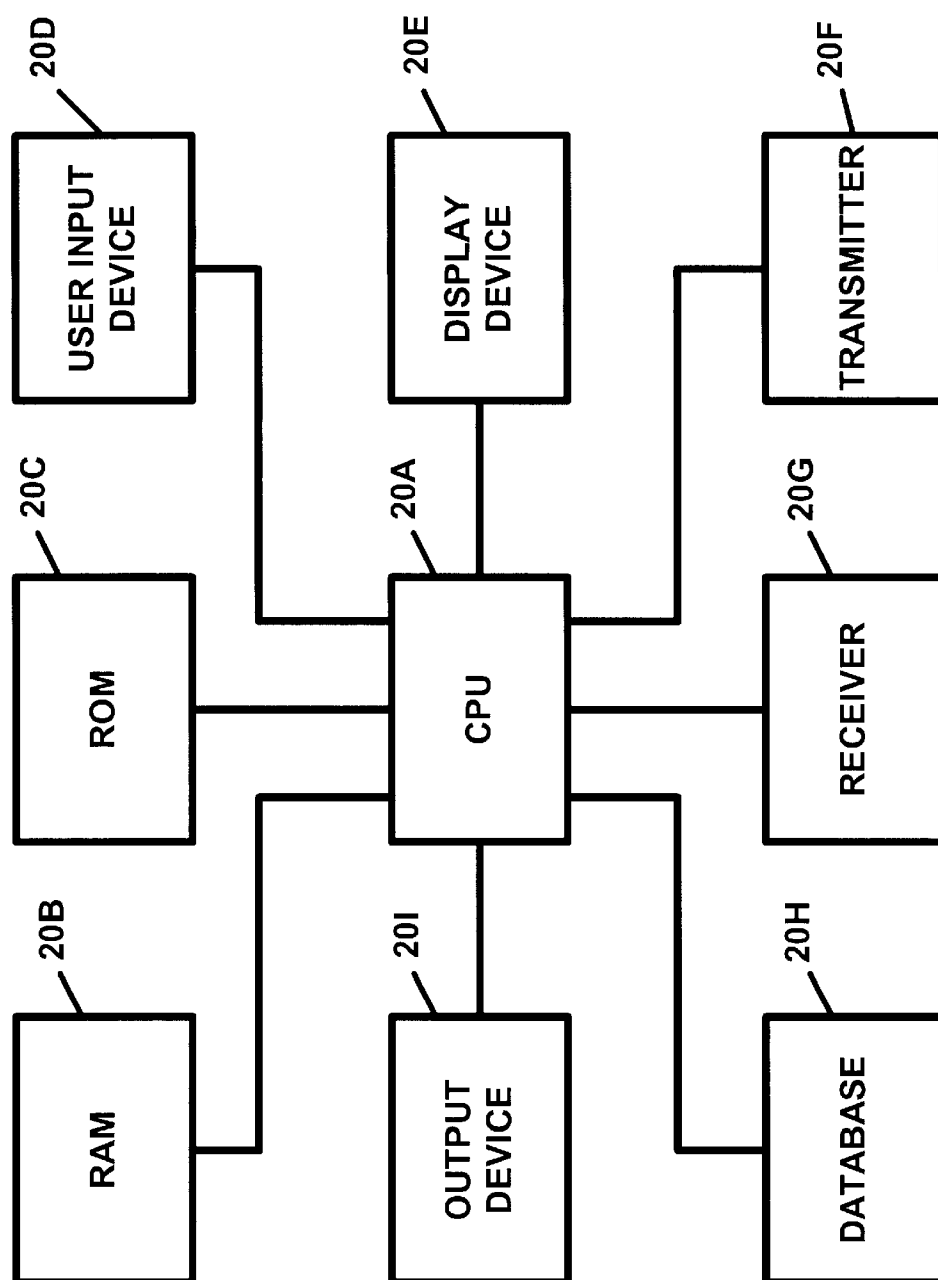 20B
RAM
20C
ROM
20D
USER INPUT
DEVICE
20I
OUTPUT
DEVICE
20A
CPU
20E
DISPLAY
DEVICE
20H
DATABASE
20G
RECEIVER
20F
TRANSMITTER